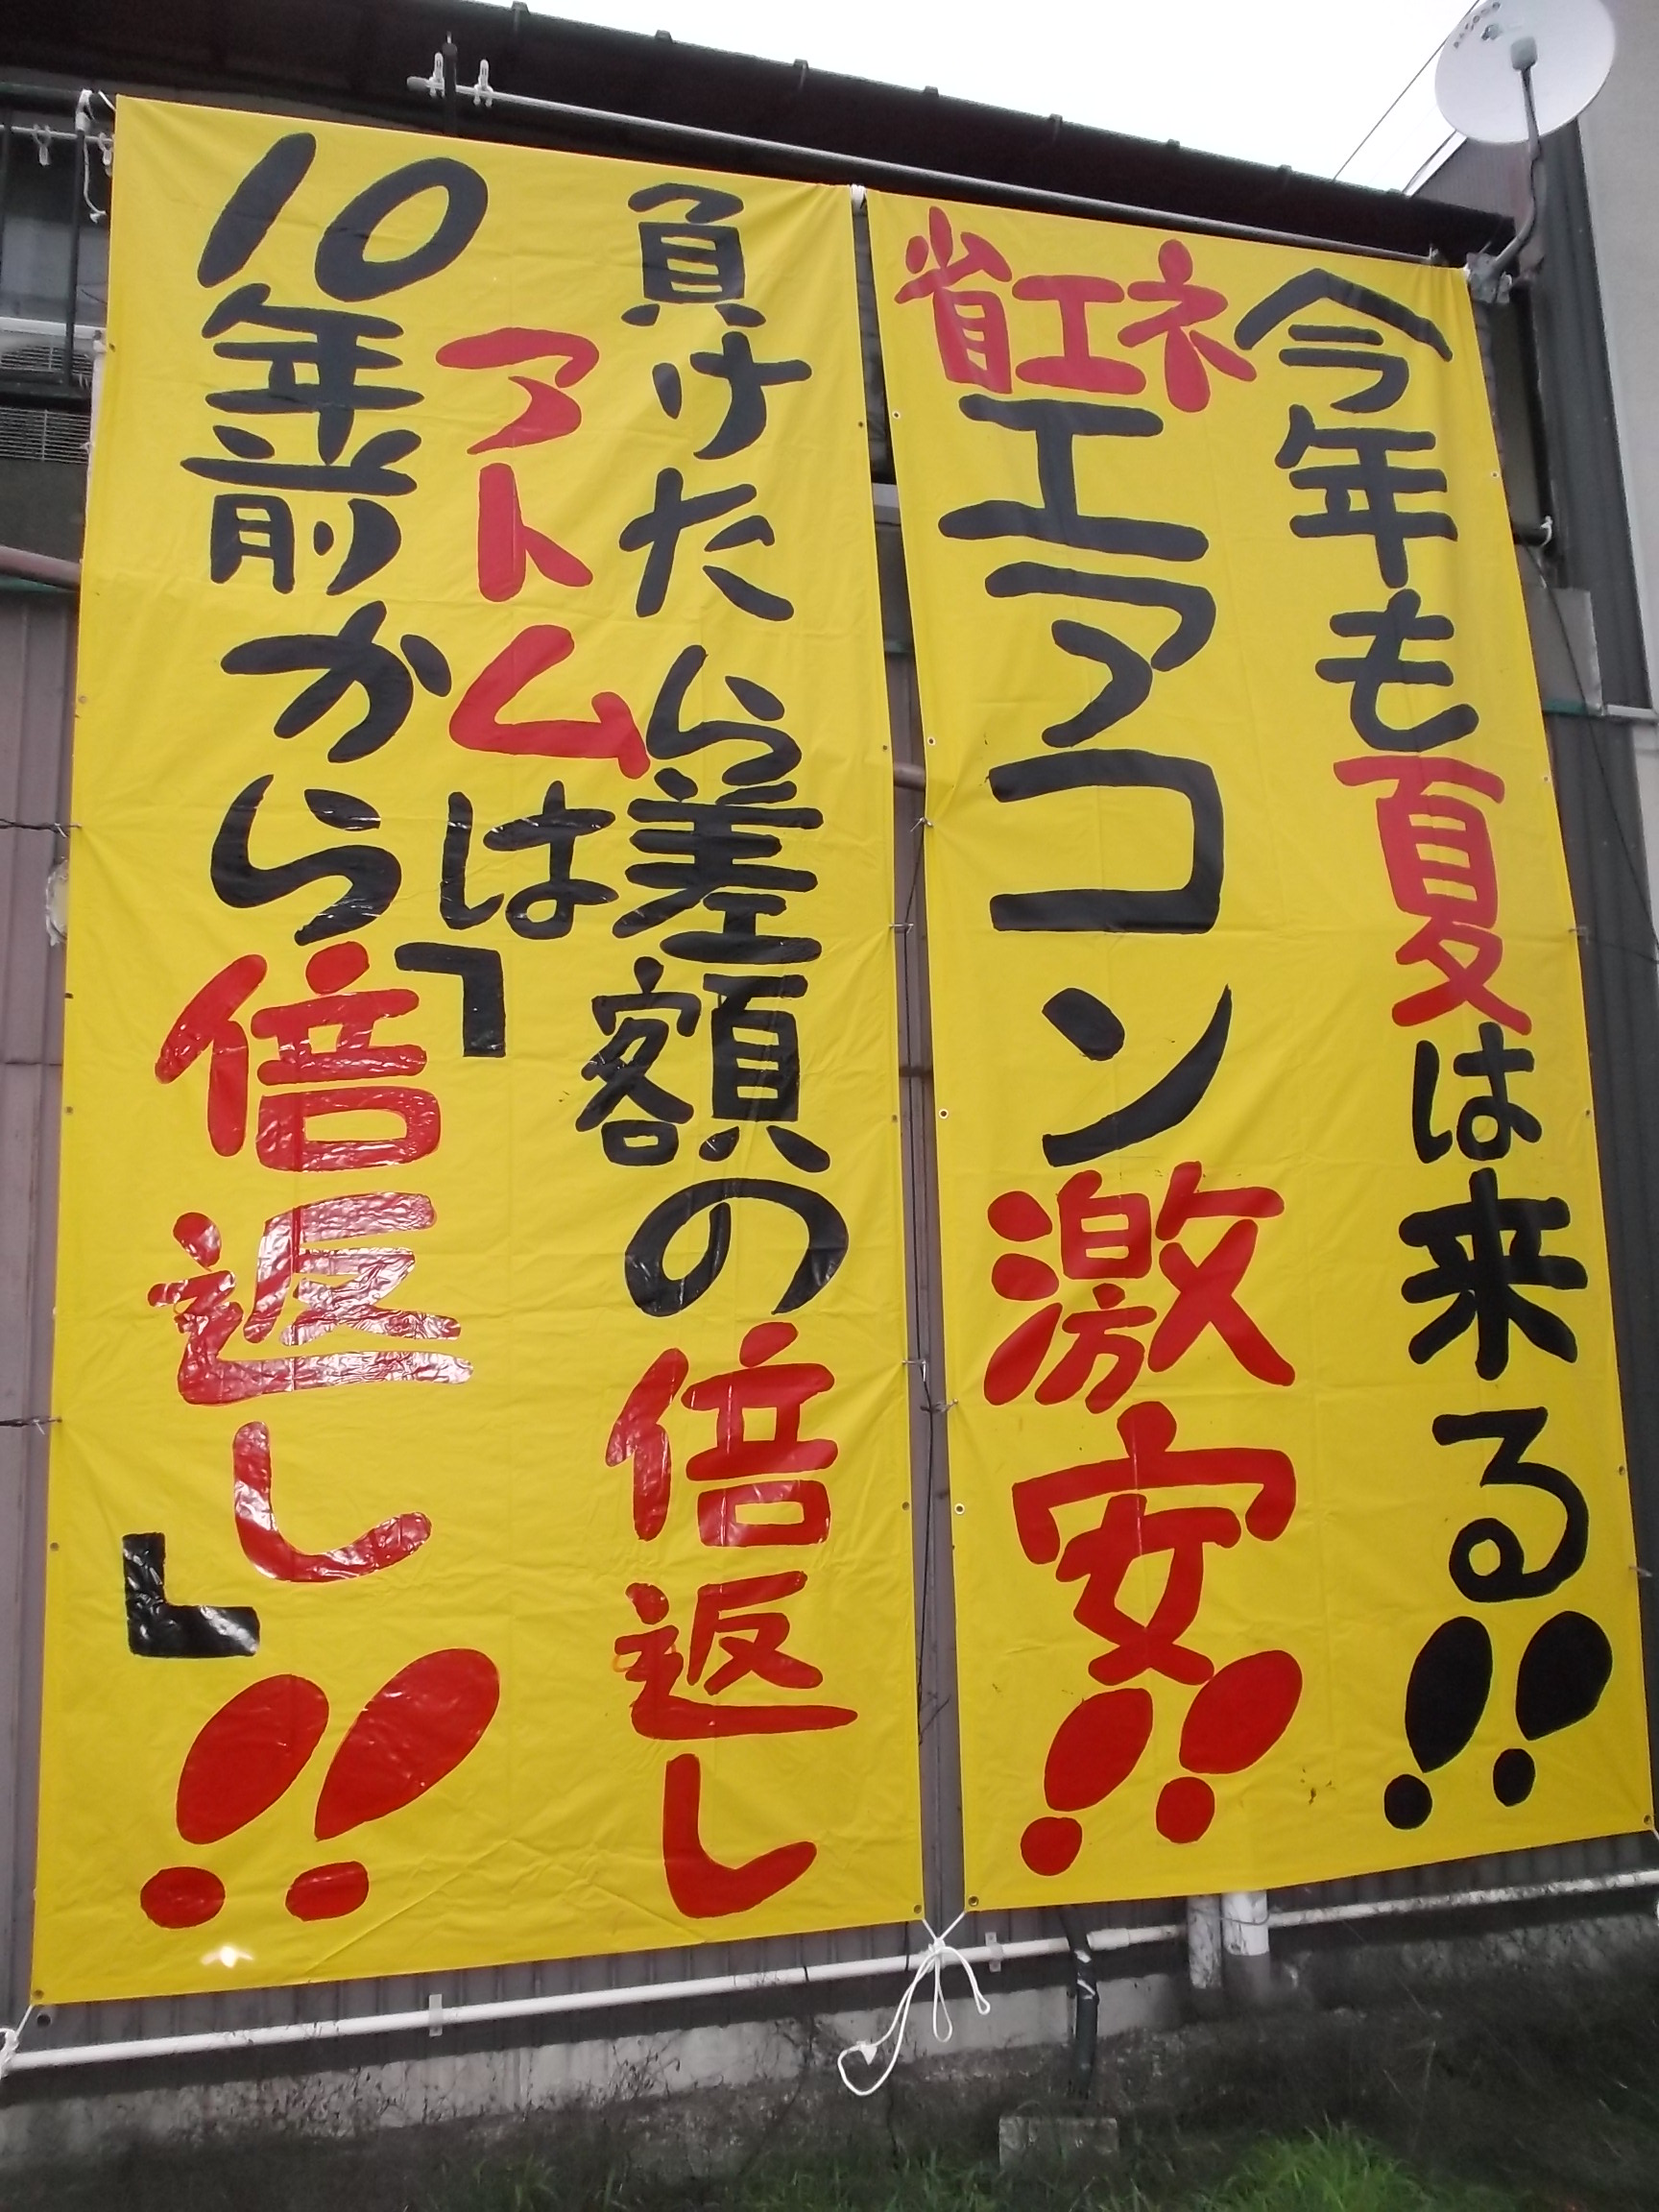 今年も夏は来る!!
省エネエアコン激安!!
負けたら差額の倍返し
アトムは「
10年前から倍返し」!!